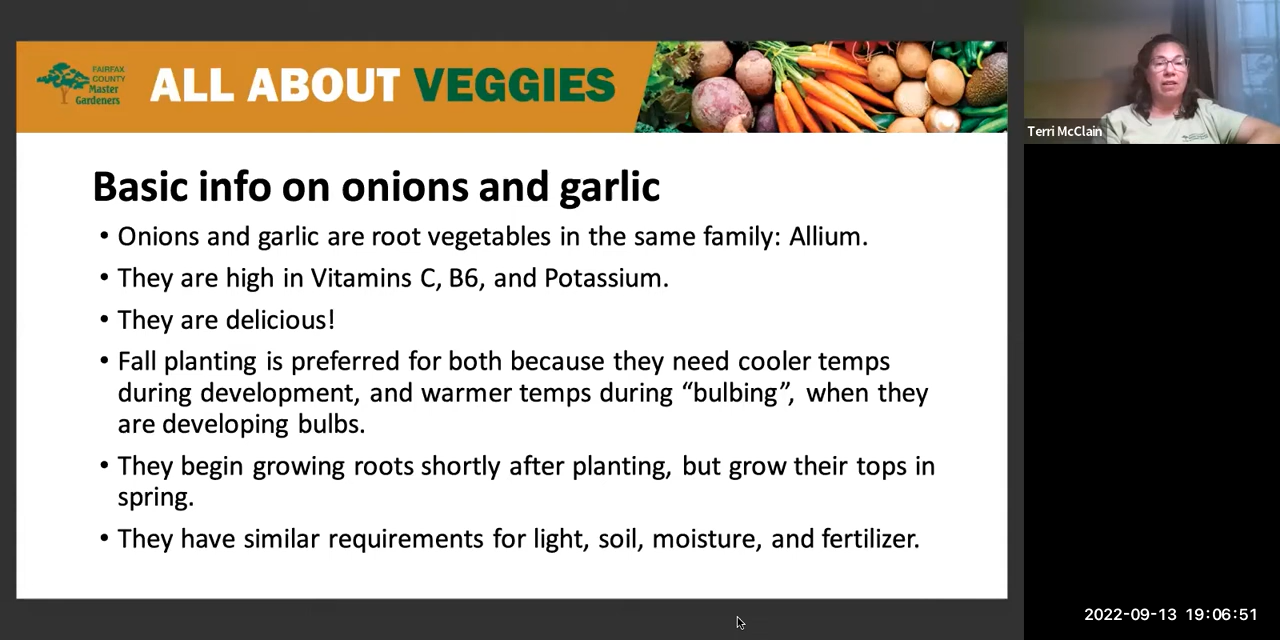 FAIRFAX
COUNTY
Master
Gardeners
ALL ABOUT VEGGIES
Terri McClain
Basic info on onions and garlic
• Onions and garlic are root vegetables in the same family: Allium.
• They are high in Vitamins C, B6, and Potassium.
• They are delicious!
• Fall planting is preferred for both because they need cooler temps
during development, and warmer temps during “bulbing”, when they
are developing bulbs.
• They begin growing roots shortly after planting, but grow their tops in
spring.
• They have similar requirements for light, soil, moisture, and fertilizer.
2022-09-13 19:06:51